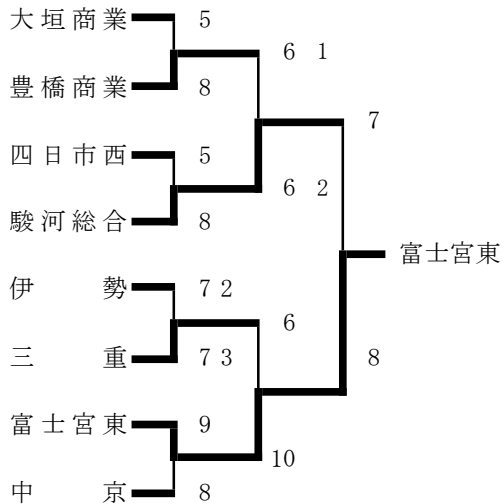 大垣商業 5
6 1
豊橋商業 8
7
四日市西 5
6 2
駿河総合 8
富士宮東
伊勢 7 2
6
三重 7 3
8
富士宮東 9
10
中京 8